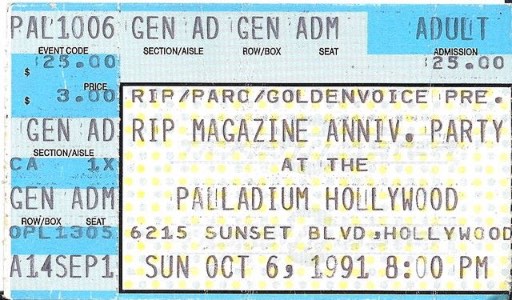 PAL1006 GEN AD GEN ADM ADULT
EVENT CODE SECTION/AISLE ROW/BOX SEAT ADMISSION
$ 25.00 25.00
PRICE
$ 3.00 RIP/PARC/GOLDENVOICE PRE.
GEN AD RIP MAGAZINE ANNIV. PARTY
SECTION/AISLE
CA 1X AT THE
GEN ADM PALLADIUM HOLLYWOOD
ROW/BOX SEAT
OPL1305 6215 SUNSET BLVD,HOLLYWOOD
A14SEP1 SUN OCT 6, 1991 8:00 PM